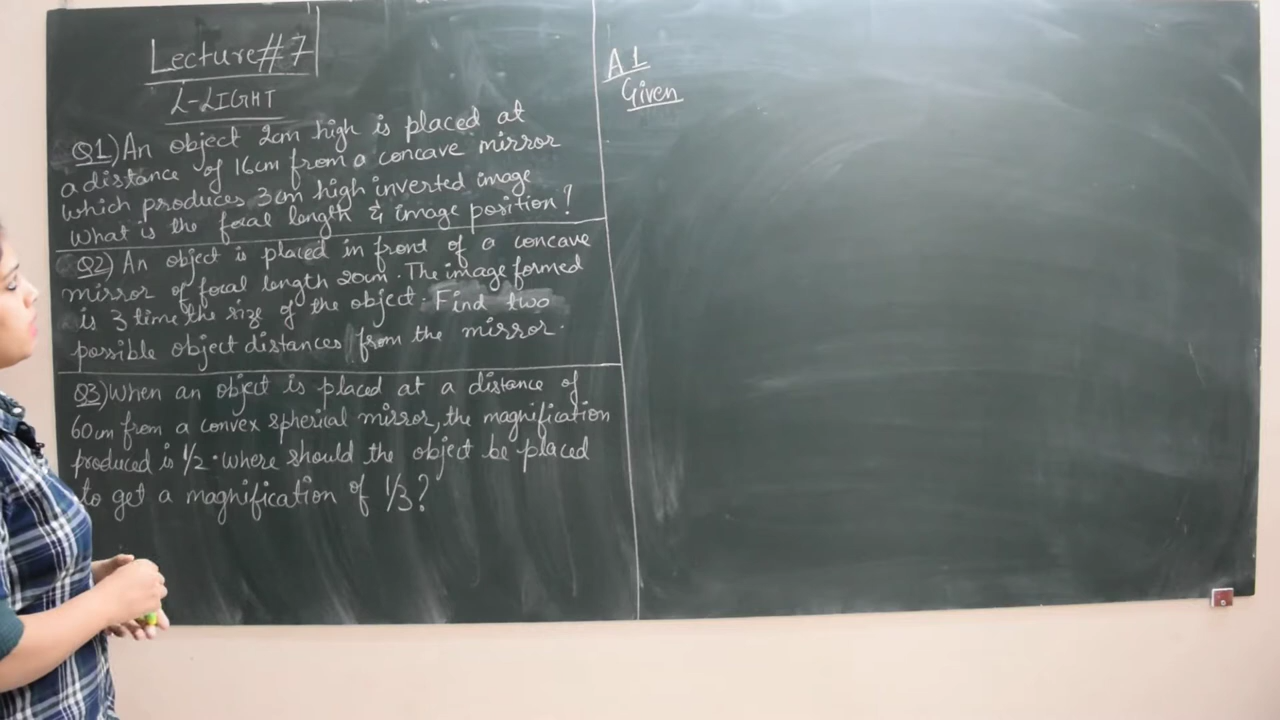 Lecture#7
L-LIGHT
Q1) An object 2cm high is placed at
a distance of 16cm from a concave mirror
which produces 3cm high inverted image
What is the focal length & image position?
Q2) An object is placed in front of a concave
mirror of focal length 20cm. The image formed
is 3 time the size of the object. Find two
possible object distances from the mirror.
Q3) When an object is placed at a distance of
60cm from a convex spherical mirror, the magnification
produced is 1/2. where should the object be placed
to get a magnification of 1/3?
A1
Given